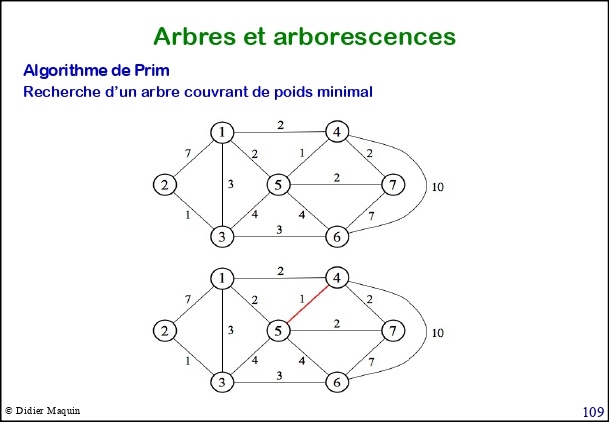 Arbres et arborescences
Algorithme de Prim
Recherche d'un arbre couvrant de poids minimal
1 2 4
7 2 1 2
2 3 5 2 7 10
1 4 4 7
3 3 6
1 2 4
7 2 1 2
2 3 5 2 7 10
1 4 4 7
3 3 6
© Didier Maquin 109